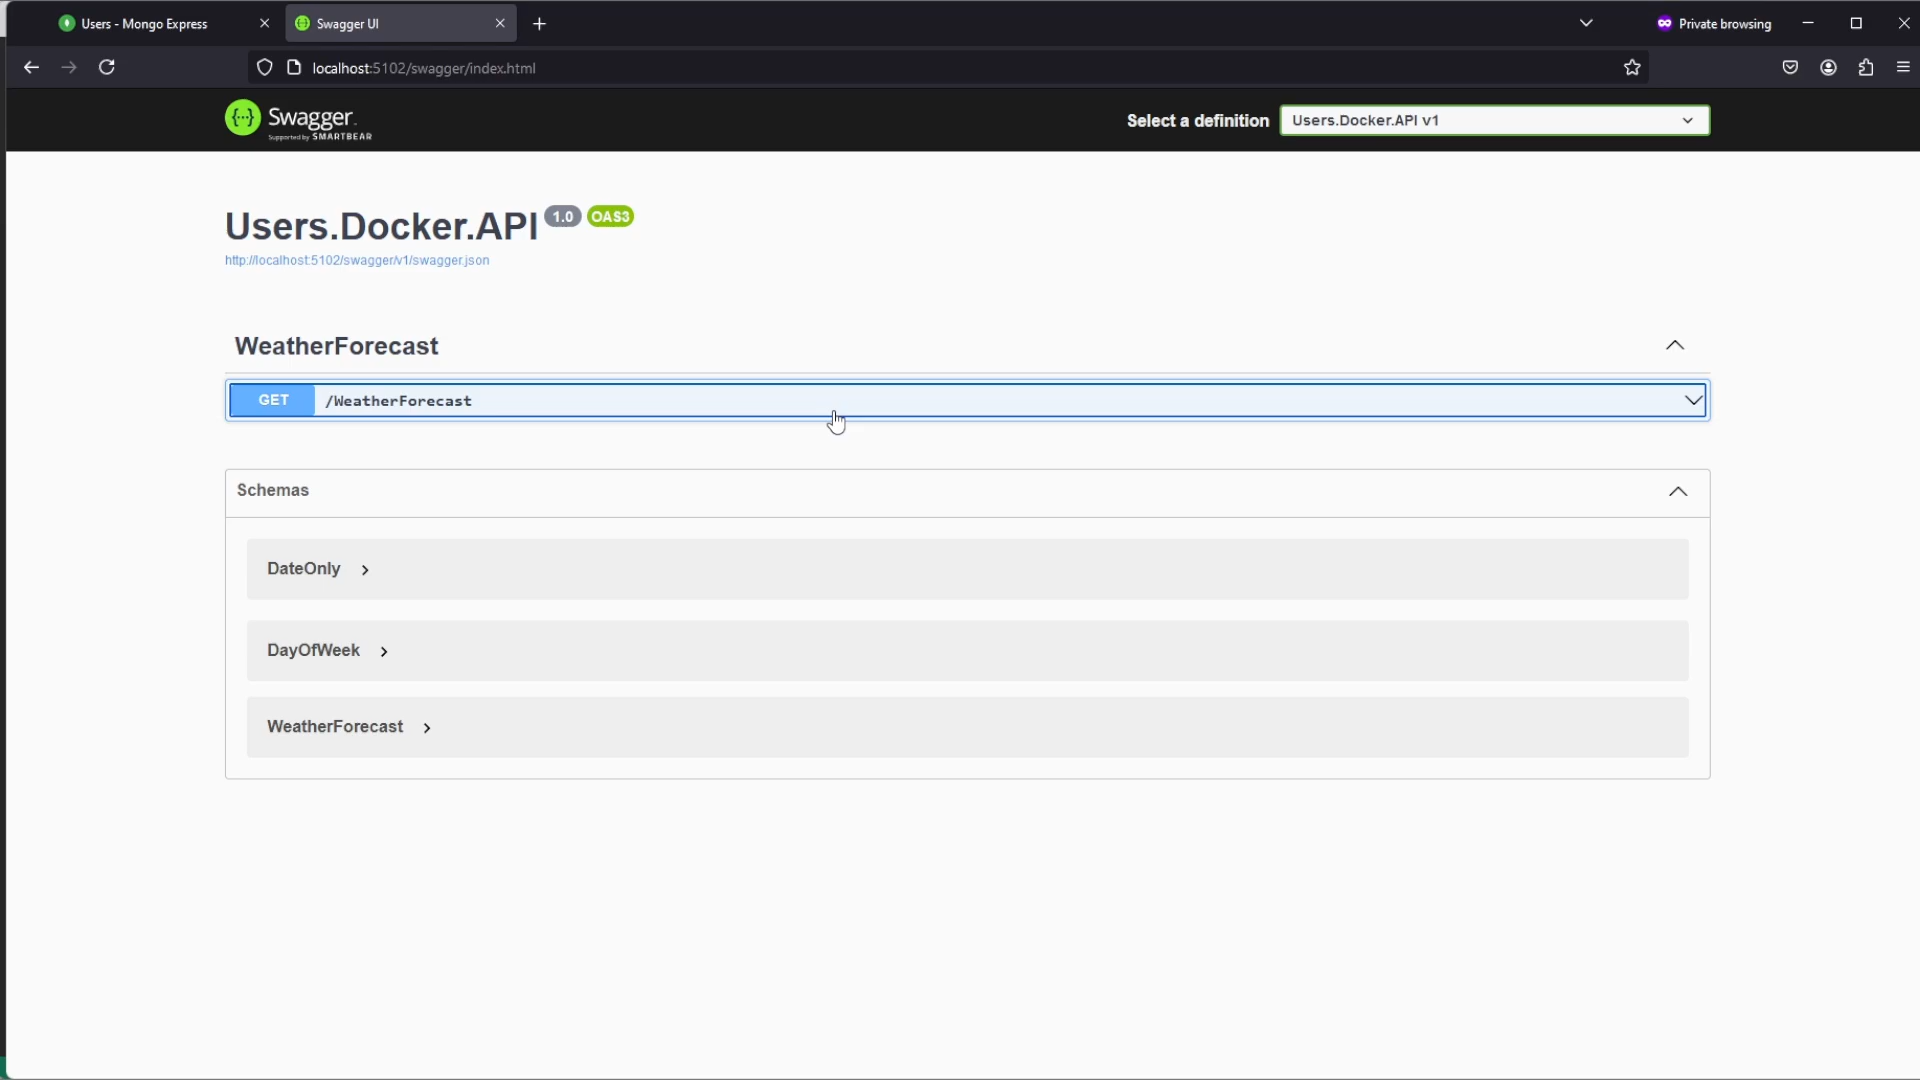 Users - Mongo Express
Swagger UI
Private browsing
localhost:5102/swagger/index.html
Swagger.
Supported by SMARTBEAR
Select a definition
Users.Docker.API v1
Users.Docker.API 1.0 OAS3
http://localhost:5102/swagger/v1/swagger.json
WeatherForecast
GET /WeatherForecast
Schemas
DateOnly
DayOfWeek
WeatherForecast